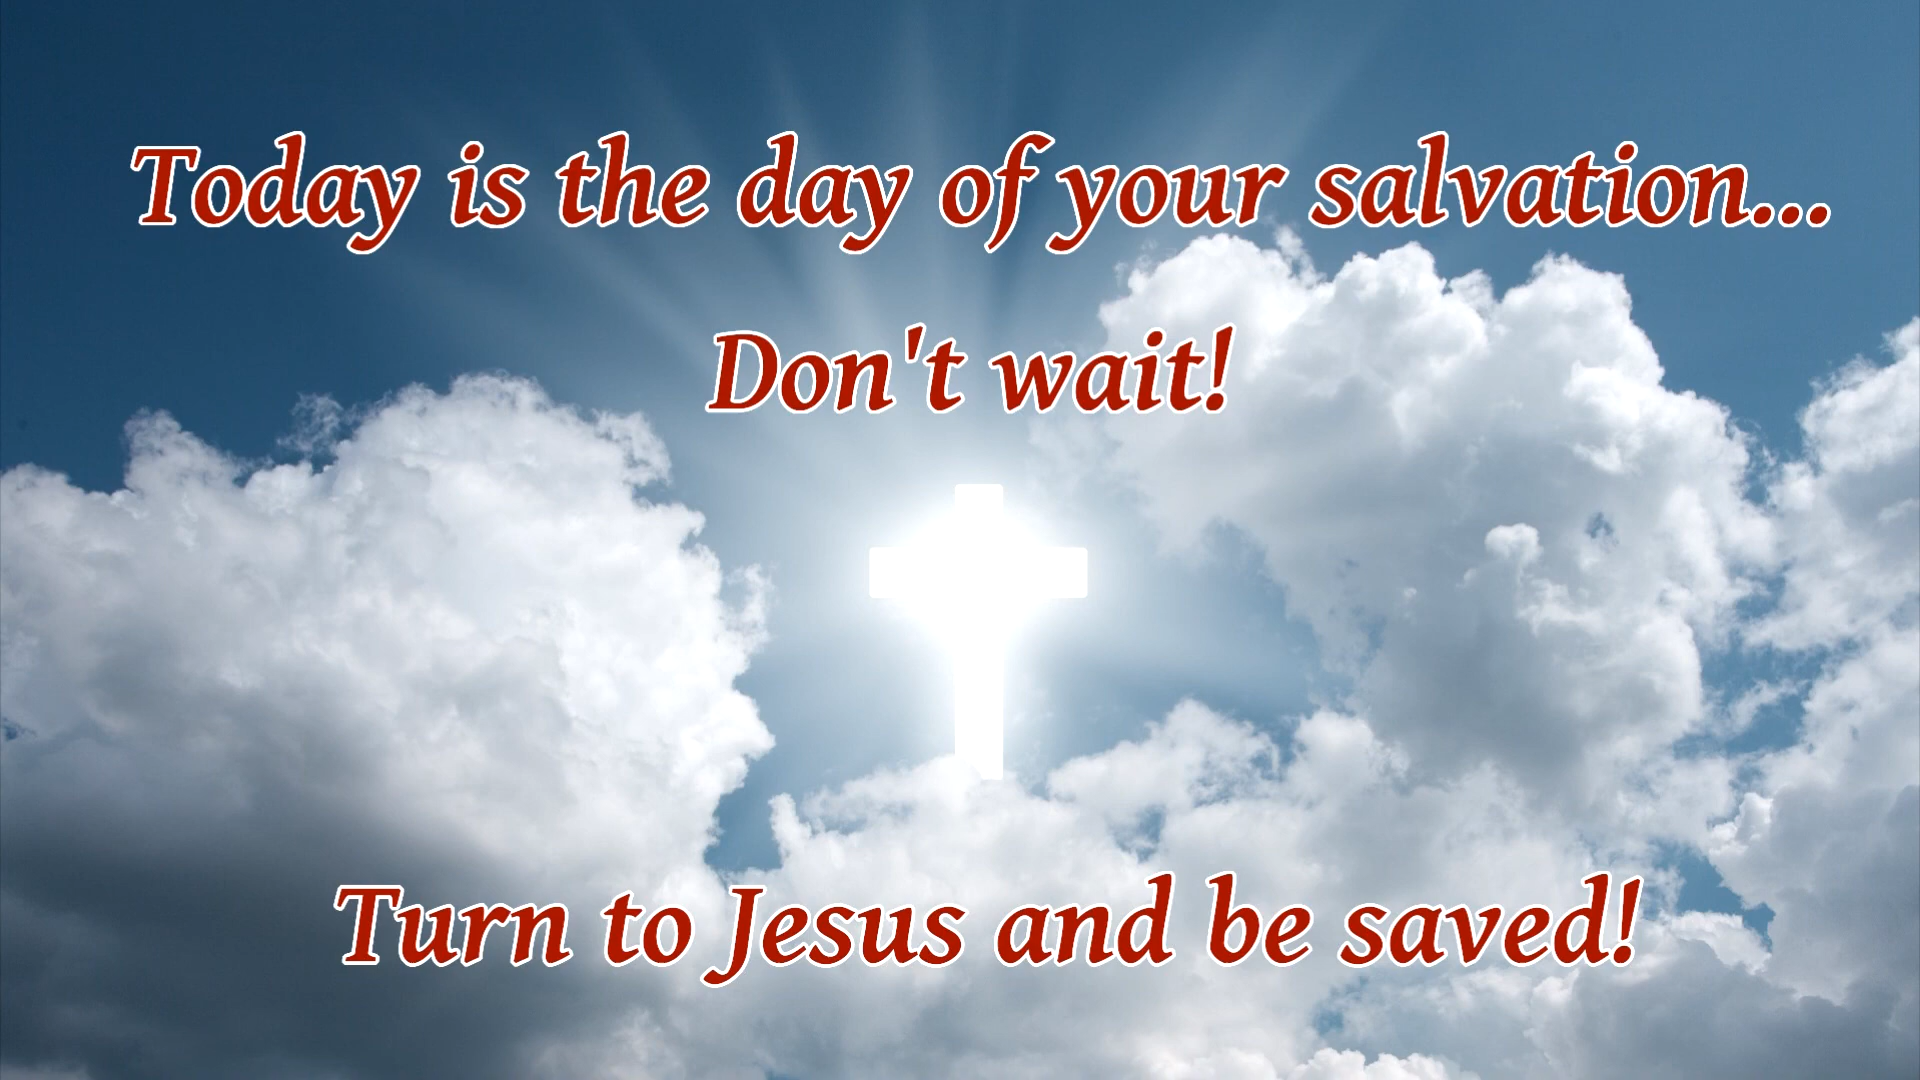 Today is the day of your salvation...
Don't wait!
Turn to Jesus and be saved!